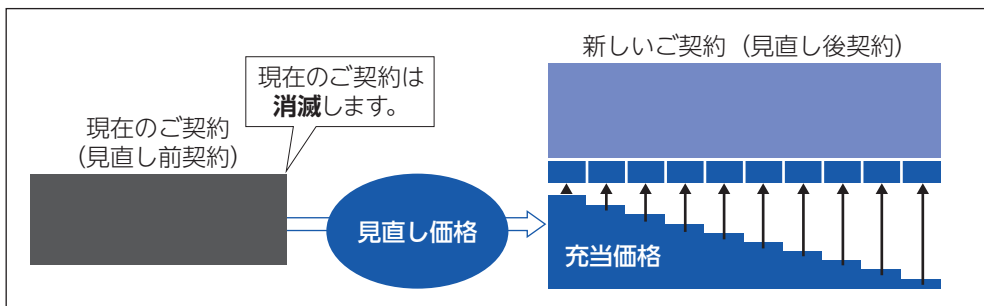 現在のご契約
（見直し前契約）
現在のご契約は
消滅します。
見直し価格
新しいご契約（見直し後契約）
充当価格